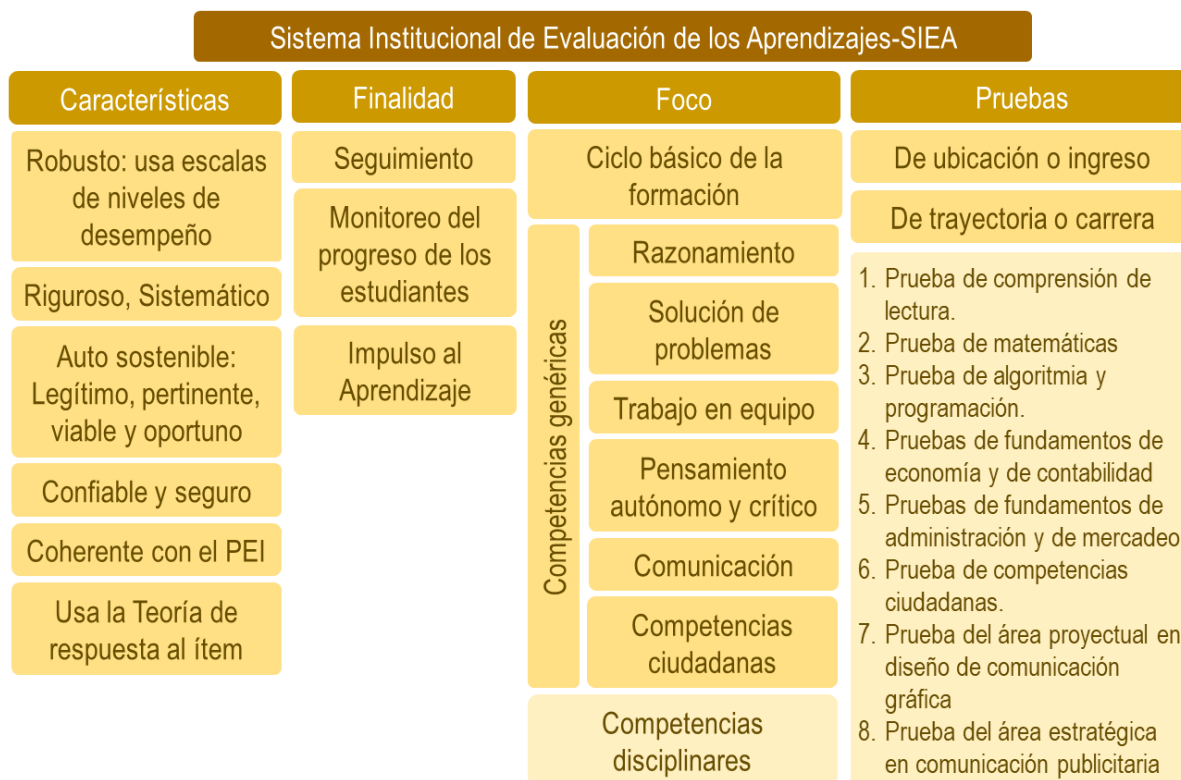 Sistema Institucional de Evaluación de los Aprendizajes-SIEA
Características
Robusto: usa escalas
de niveles de
desempeño
Riguroso, Sistemático
Auto sostenible:
Legítimo, pertinente,
viable y oportuno
Confiable y seguro
Coherente con el PEI
Usa la Teoría de
respuesta al ítem
Finalidad
Seguimiento
Monitoreo del
progreso de los
estudiantes
Impulso al
Aprendizaje
Foco
Ciclo básico de la
formación
Competencias genéricas
Razonamiento
Solución de
problemas
Trabajo en equipo
Pensamiento
autónomo y crítico
Comunicación
Competencias
ciudadanas
Competencias
disciplinares
Pruebas
De ubicación o ingreso
De trayectoria o carrera
1. Prueba de comprensión de
lectura.
2. Prueba de matemáticas
3. Prueba de algoritmia y
programación.
4. Pruebas de fundamentos de
economía y de contabilidad
5. Pruebas de fundamentos de
administración y de mercadeo
6. Prueba de competencias
ciudadanas.
7. Prueba del área proyectual en
diseño de comunicación
gráfica
8. Prueba del área estratégica
en comunicación publicitaria